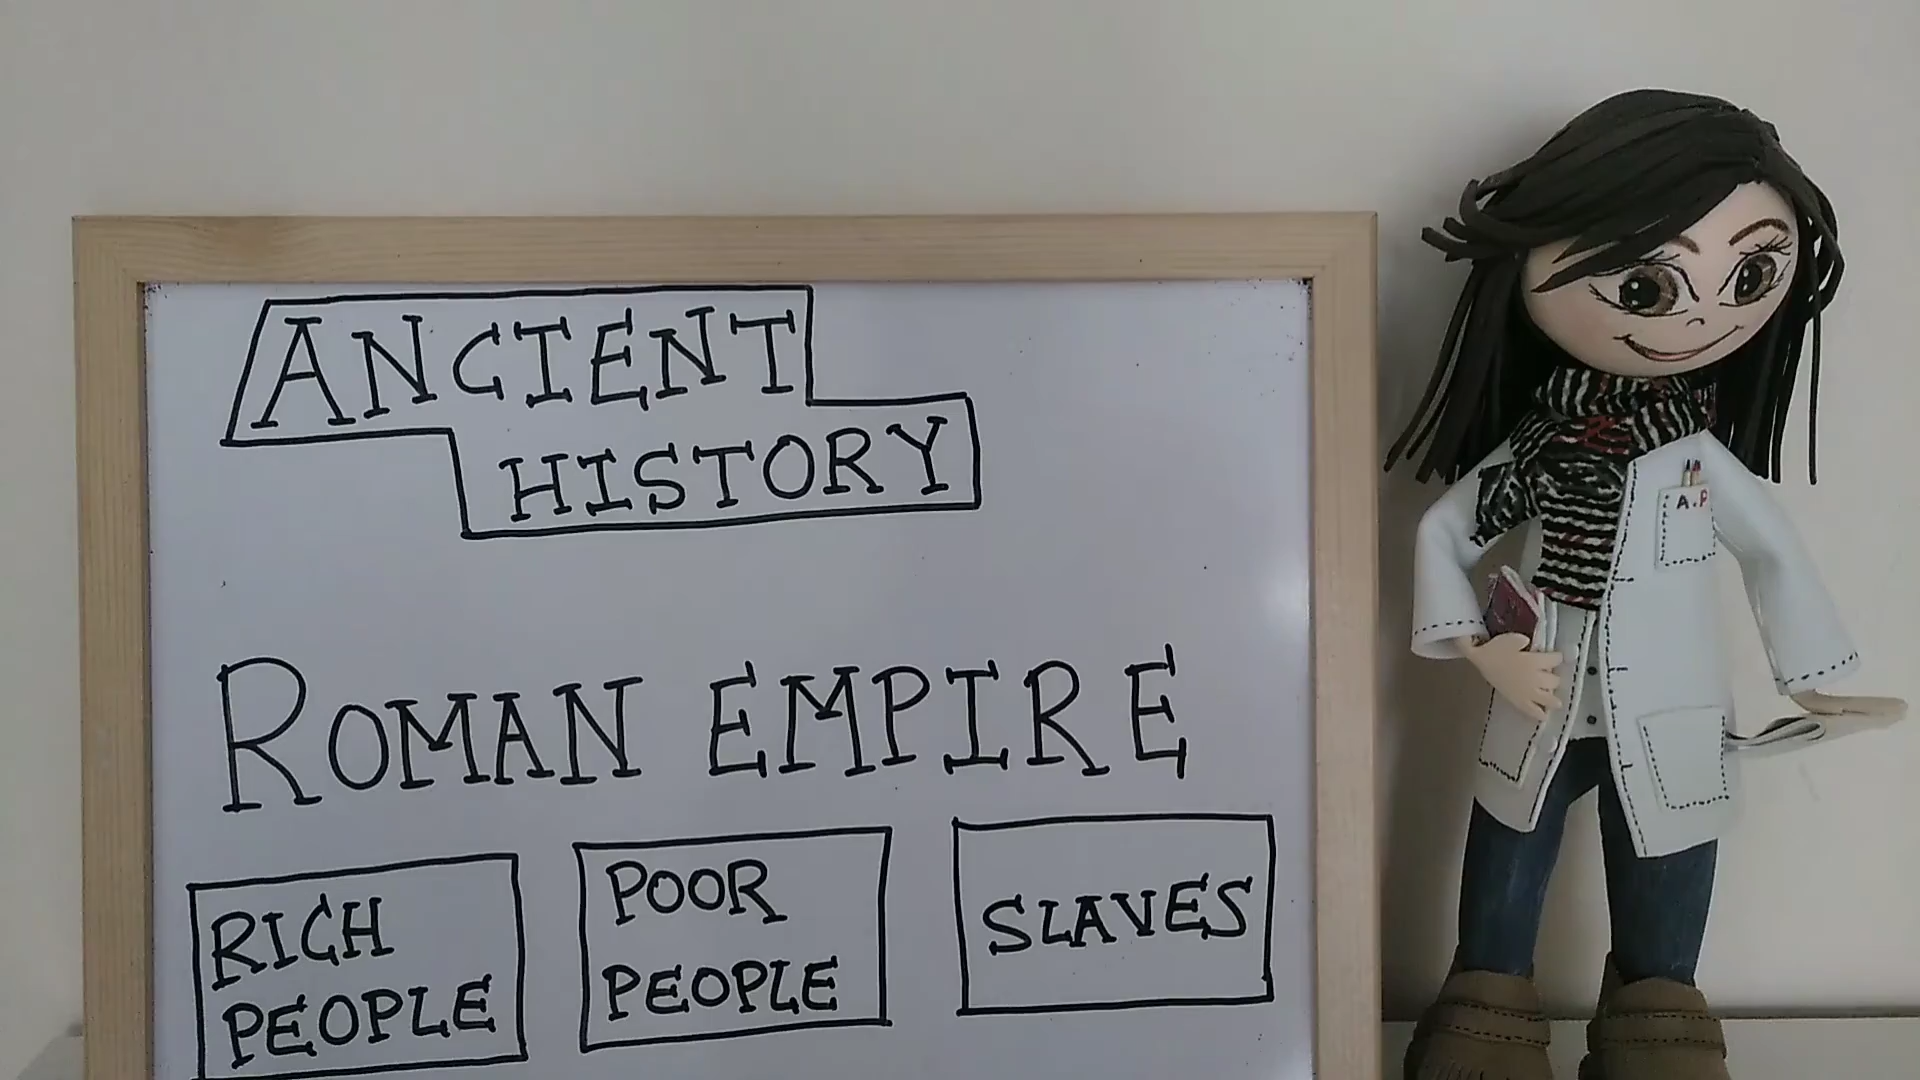 ANCIENT
HISTORY
ROMAN EMPIRE
RICH
PEOPLE
POOR
PEOPLE
SLAVES
A.P